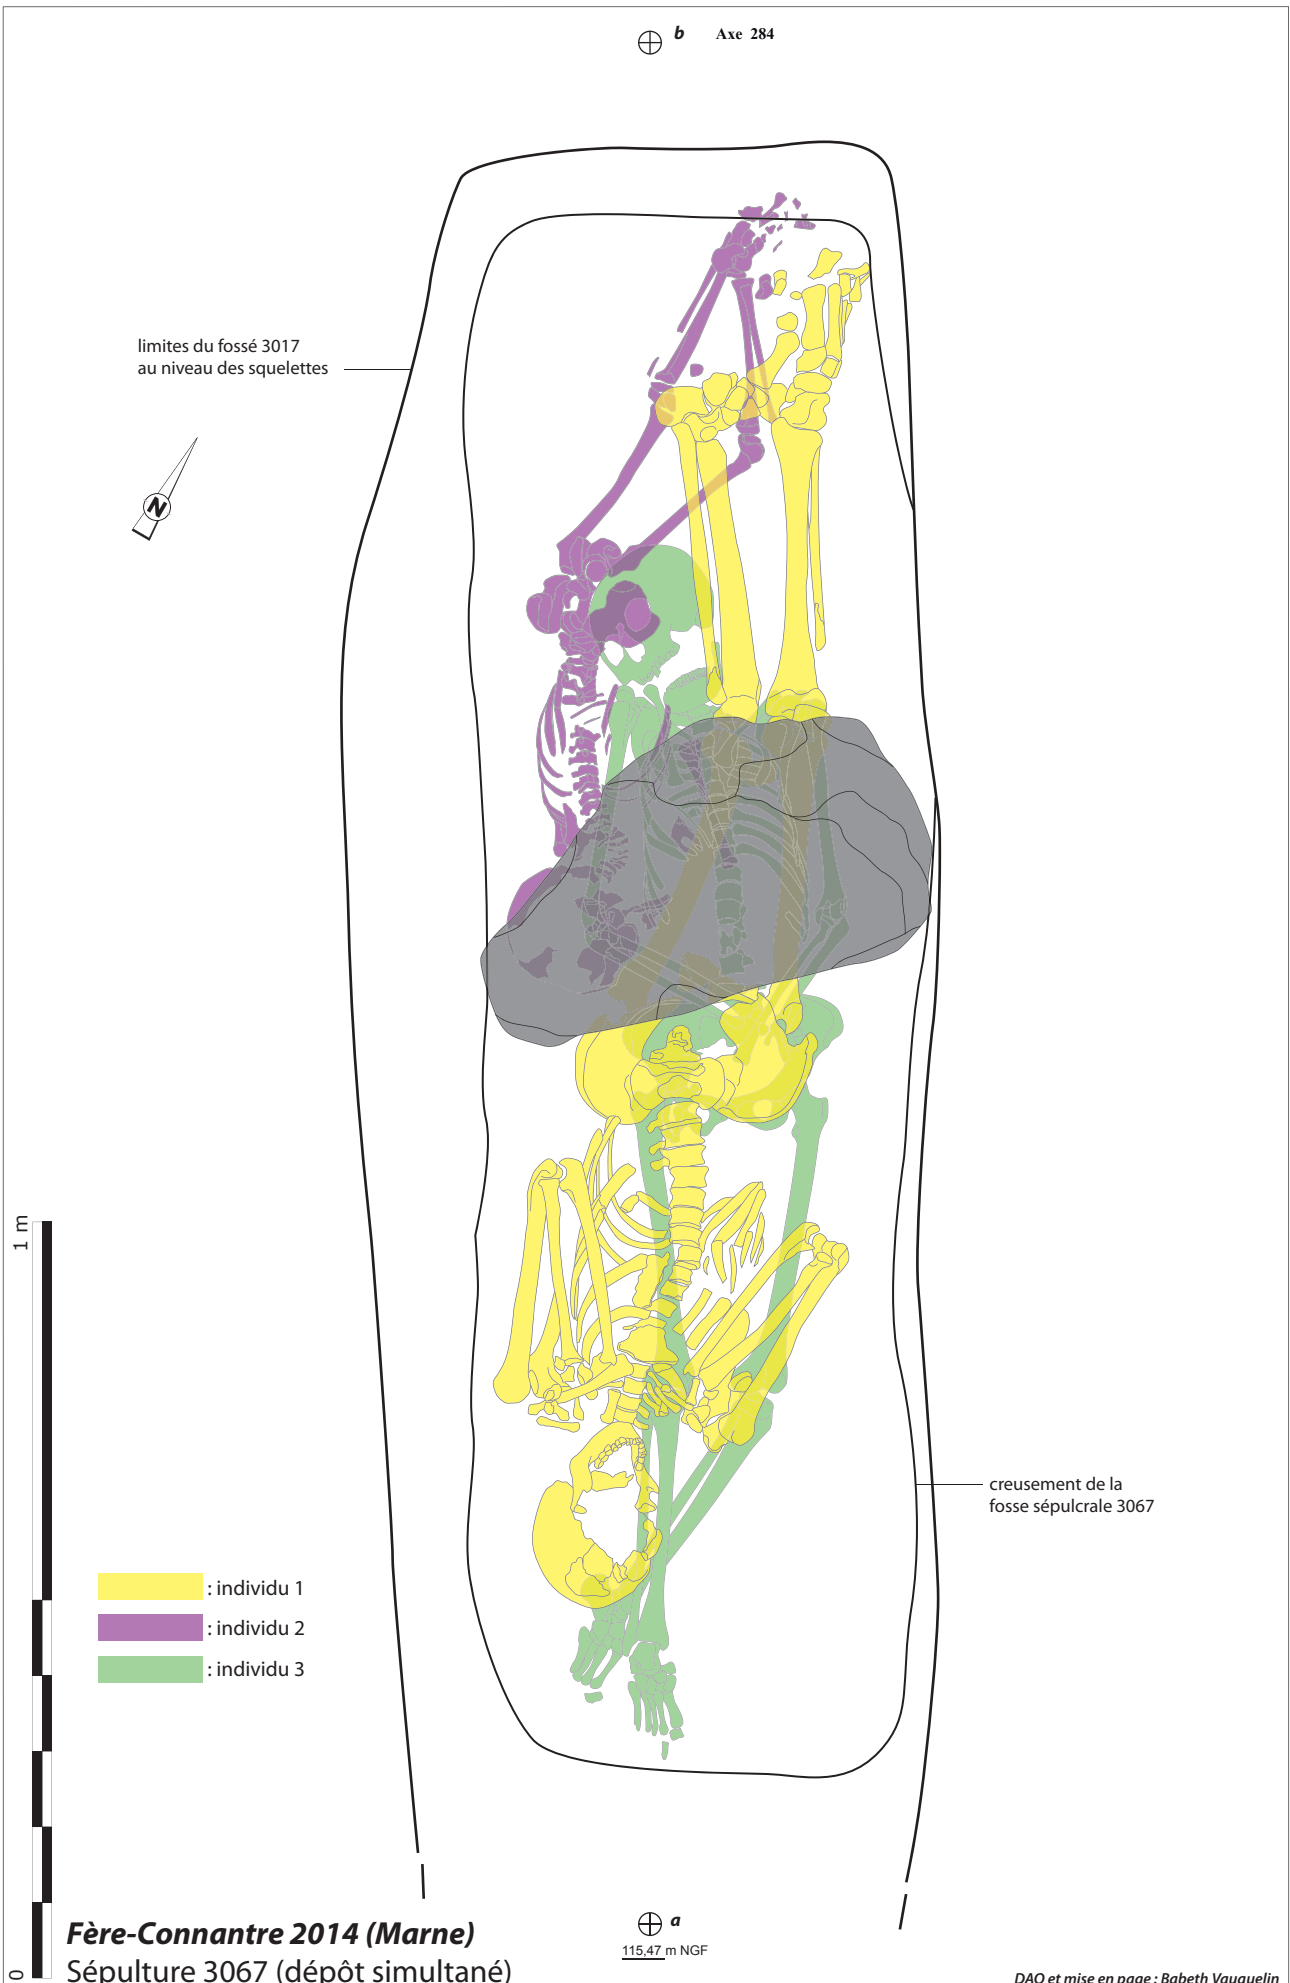 b Axe 284
limites du fossé 3017
au niveau des squelettes
N
creusement de la
fosse sépulcrale 3067
1 m
: individu 1
: individu 2
: individu 3
0
Fère-Connantre 2014 (Marne)
Sépulture 3067 (dépôt simultané)
a
115,47 m NGF
DAO et mise en page : Babeth Vauquelin